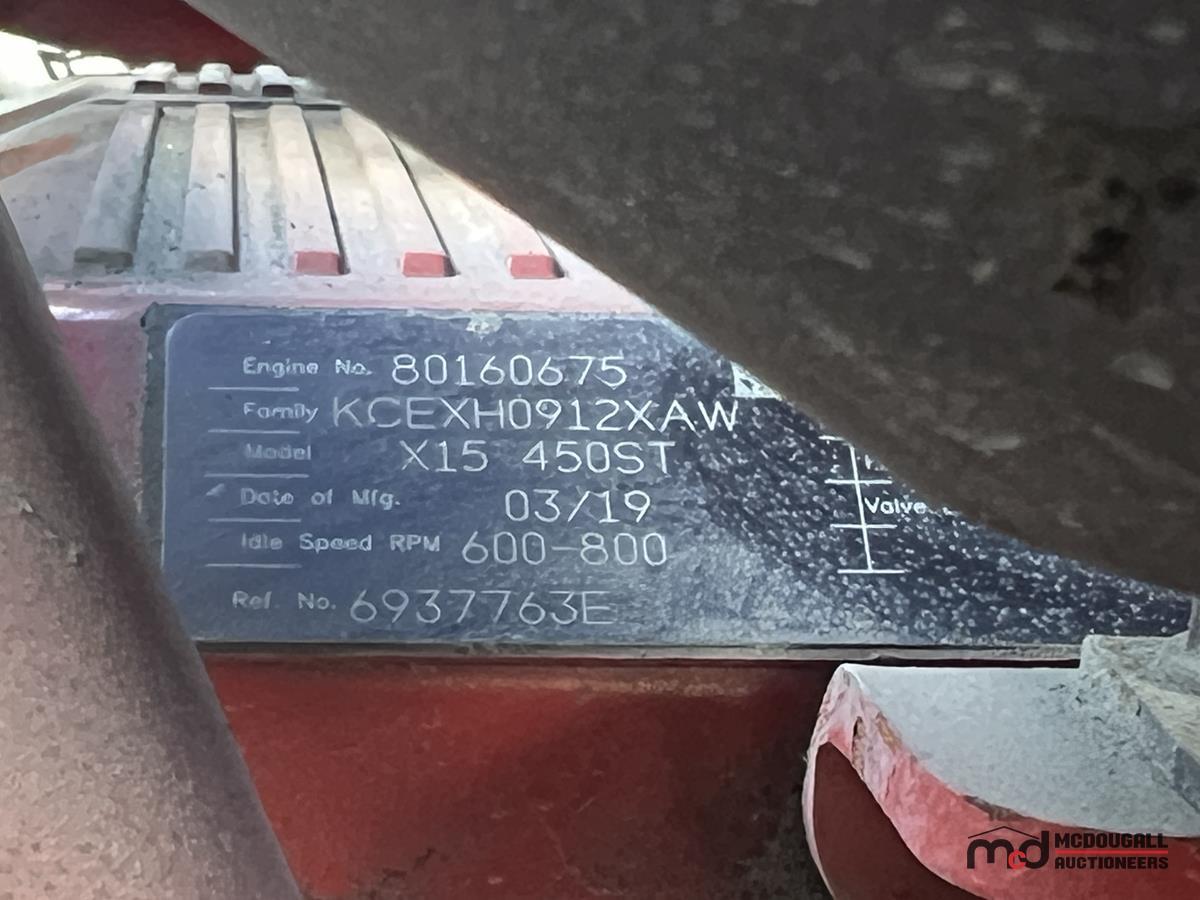 Engine No. 80160675
Family KCEXH0912XAW
Model X15 450ST
Date of Mfg. 03/19
Valve
Idle Speed RPM 600-800
Ref. No. 6937763E
mcd MCDOUGALL
AUCTIONEERS